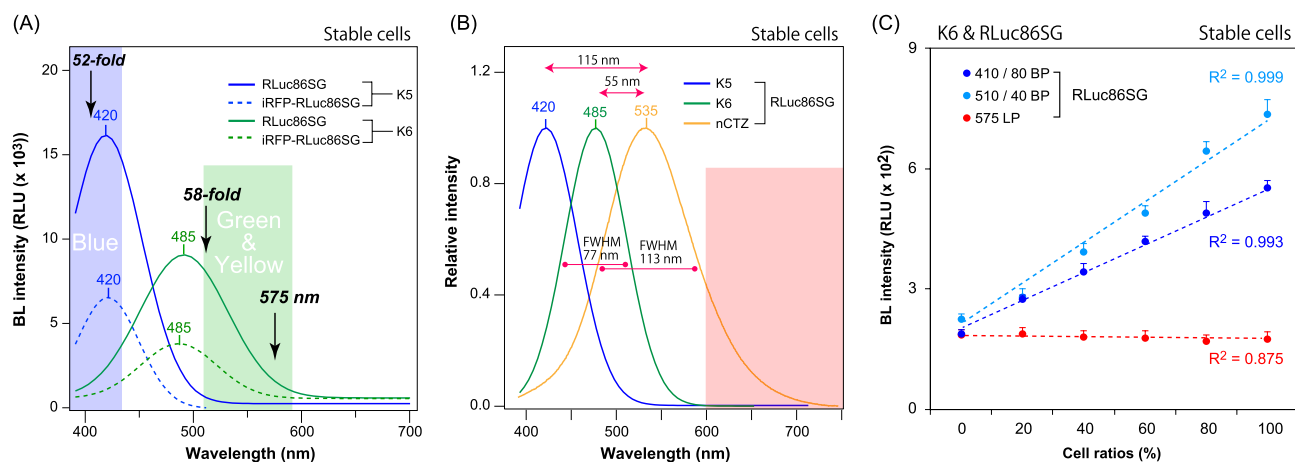 (A)
Stable cells
BL intensity (RLU (x 10³)
20
15
10
5
0
52-fold
420
RLuc86SG
iRFP-RLuc86SG
K5
RLuc86SG
iRFP-RLuc86SG
K6
58-fold
Blue
Green
&
Yellow
485
420
575 nm
485
400
500
600
700
Wavelength (nm)
(B)
Stable cells
Relative intensity
1.2
0.8
0.4
0.0
115 nm
55 nm
420
485
535
K5
K6
nCTZ
RLuc86SG
FWHM
77 nm
FWHM
113 nm
400
500
600
700
Wavelength (nm)
(C)
K6 & RLuc86SG
Stable cells
BL intensity (RLU (x 10²)
9
6
3
0
410 / 80 BP
510 / 40 BP
575 LP
RLuc86SG
R² = 0.999
R² = 0.993
R² = 0.875
0
20
40
60
80
100
Cell ratios (%)